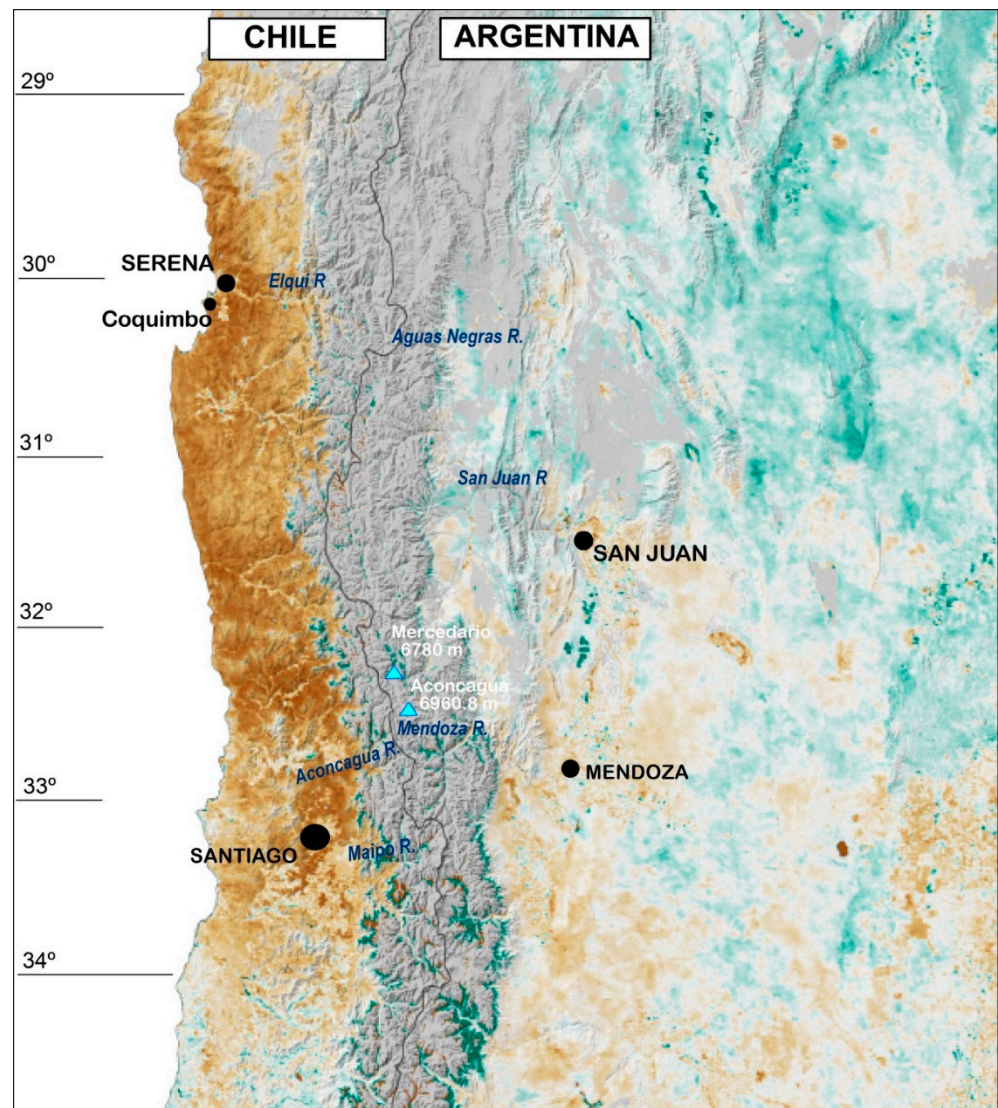 CHILE
ARGENTINA
29º
30º
SERENA
Elqui R
Coquimbo
Aguas Negras R.
31º
San Juan R
SAN JUAN
32º
Mercedario
6780 m
Aconcagua
6960.8 m
Mendoza R.
Aconcagua R.
MENDOZA
33º
SANTIAGO
Maipo R.
34º